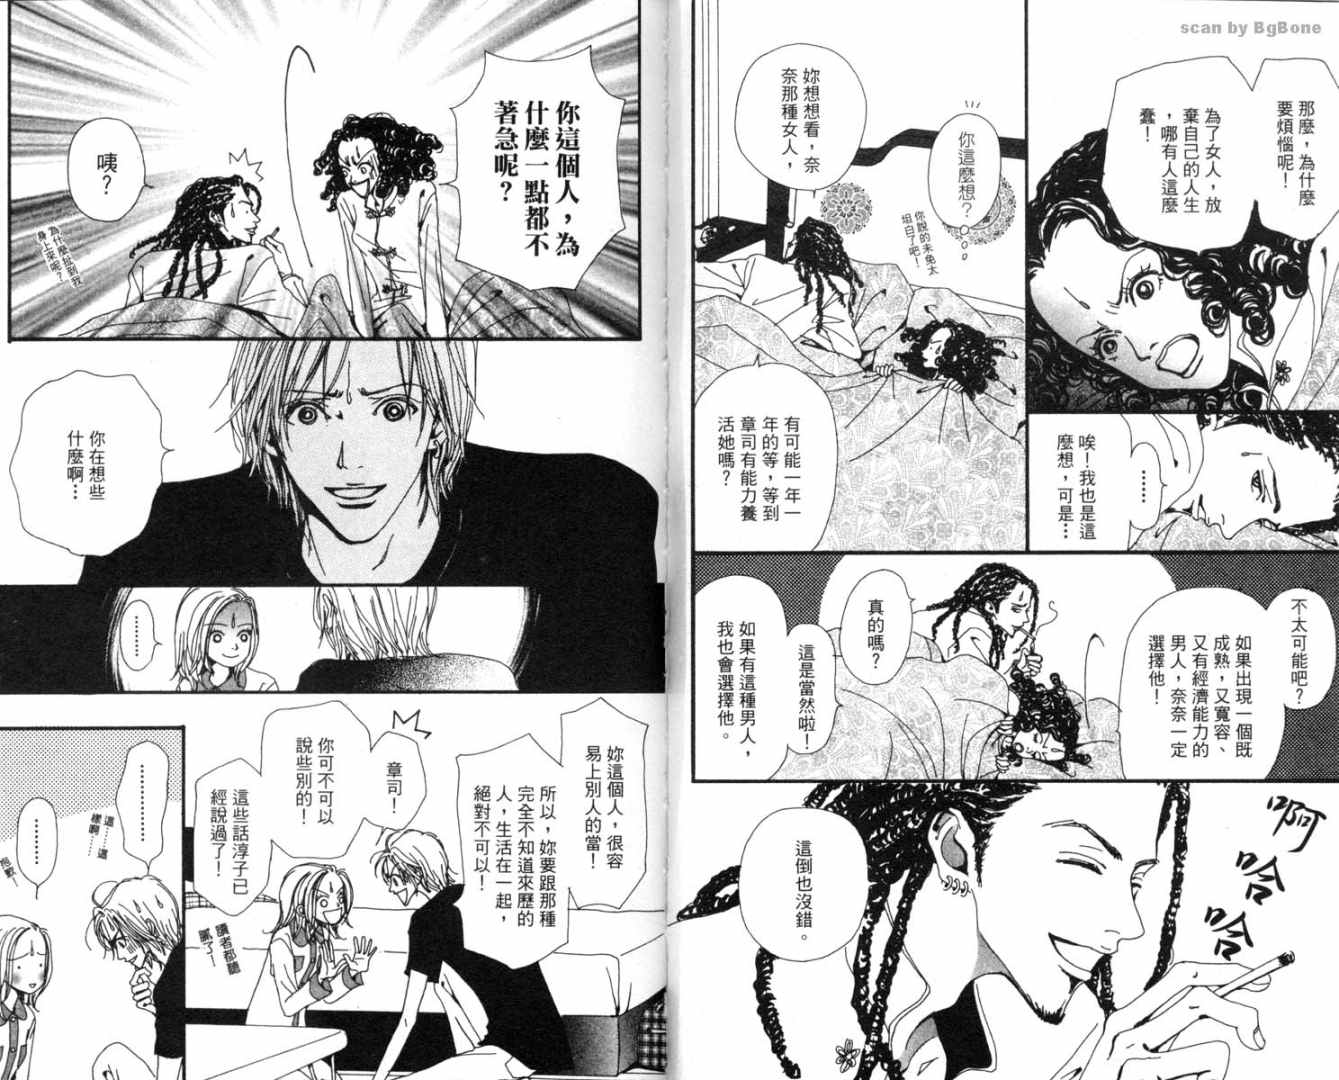 scan by BgBone
那麼，為什麼
要煩惱呢！
為了女人，放
棄自己的人生
，哪有人這麼
蠢！
你這麼想？
你說的未免太
坦白了吧！
妳想想看，奈
奈那種女人，
有可能一年一
年的等，等到
章司有能力養
活她嗎？
………
唉！我也是這
麼想，可是…
不太可能吧？
如果出現一個既
成熟，又寬容、
又有經濟能力的
男人，奈奈一定
選擇他！
真的嗎？
這是當然啦！
如果有這種男人，
我也會選擇他。
啊哈哈
這倒也沒錯。
你這個人，為
什麼一點都不
著急呢？
咦？
為什麼扯到我
身上來呢？
你在想些
什麼啊…
………
妳這個人，很容
易上別人的當！
所以，妳要跟那種
完全不知道來歷的
人，生活在一起，
絕對不可以！
章司！
你可不可以
說些別的！
這些話淳子已
經說過了！
讀者都聽
膩了—
…………
這……這
樣啊……
………
抱歉！